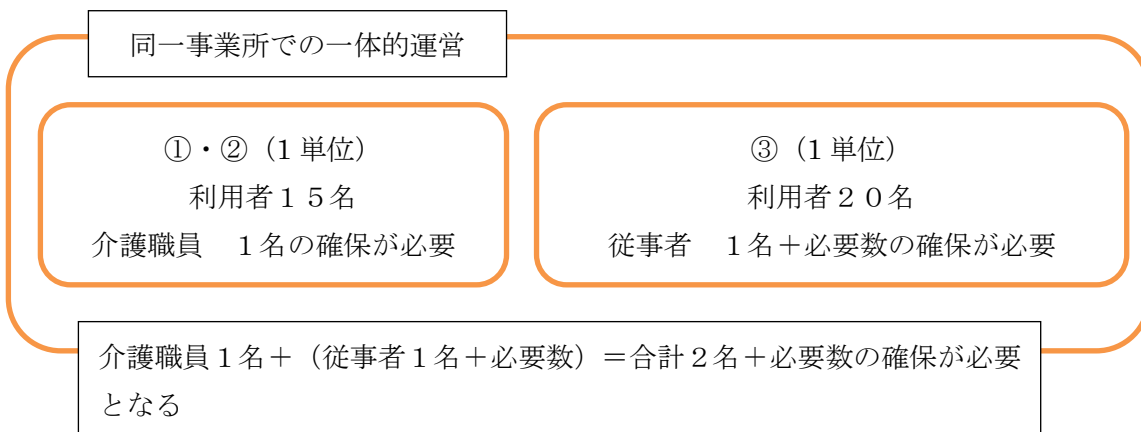 同一事業所での一体的運営
①・②（1 単位）
利用者１５名
介護職員　１名の確保が必要
③（1 単位）
利用者２０名
従事者　１名＋必要数の確保が必要
介護職員１名＋（従事者１名＋必要数）＝合計２名＋必要数の確保が必要
となる